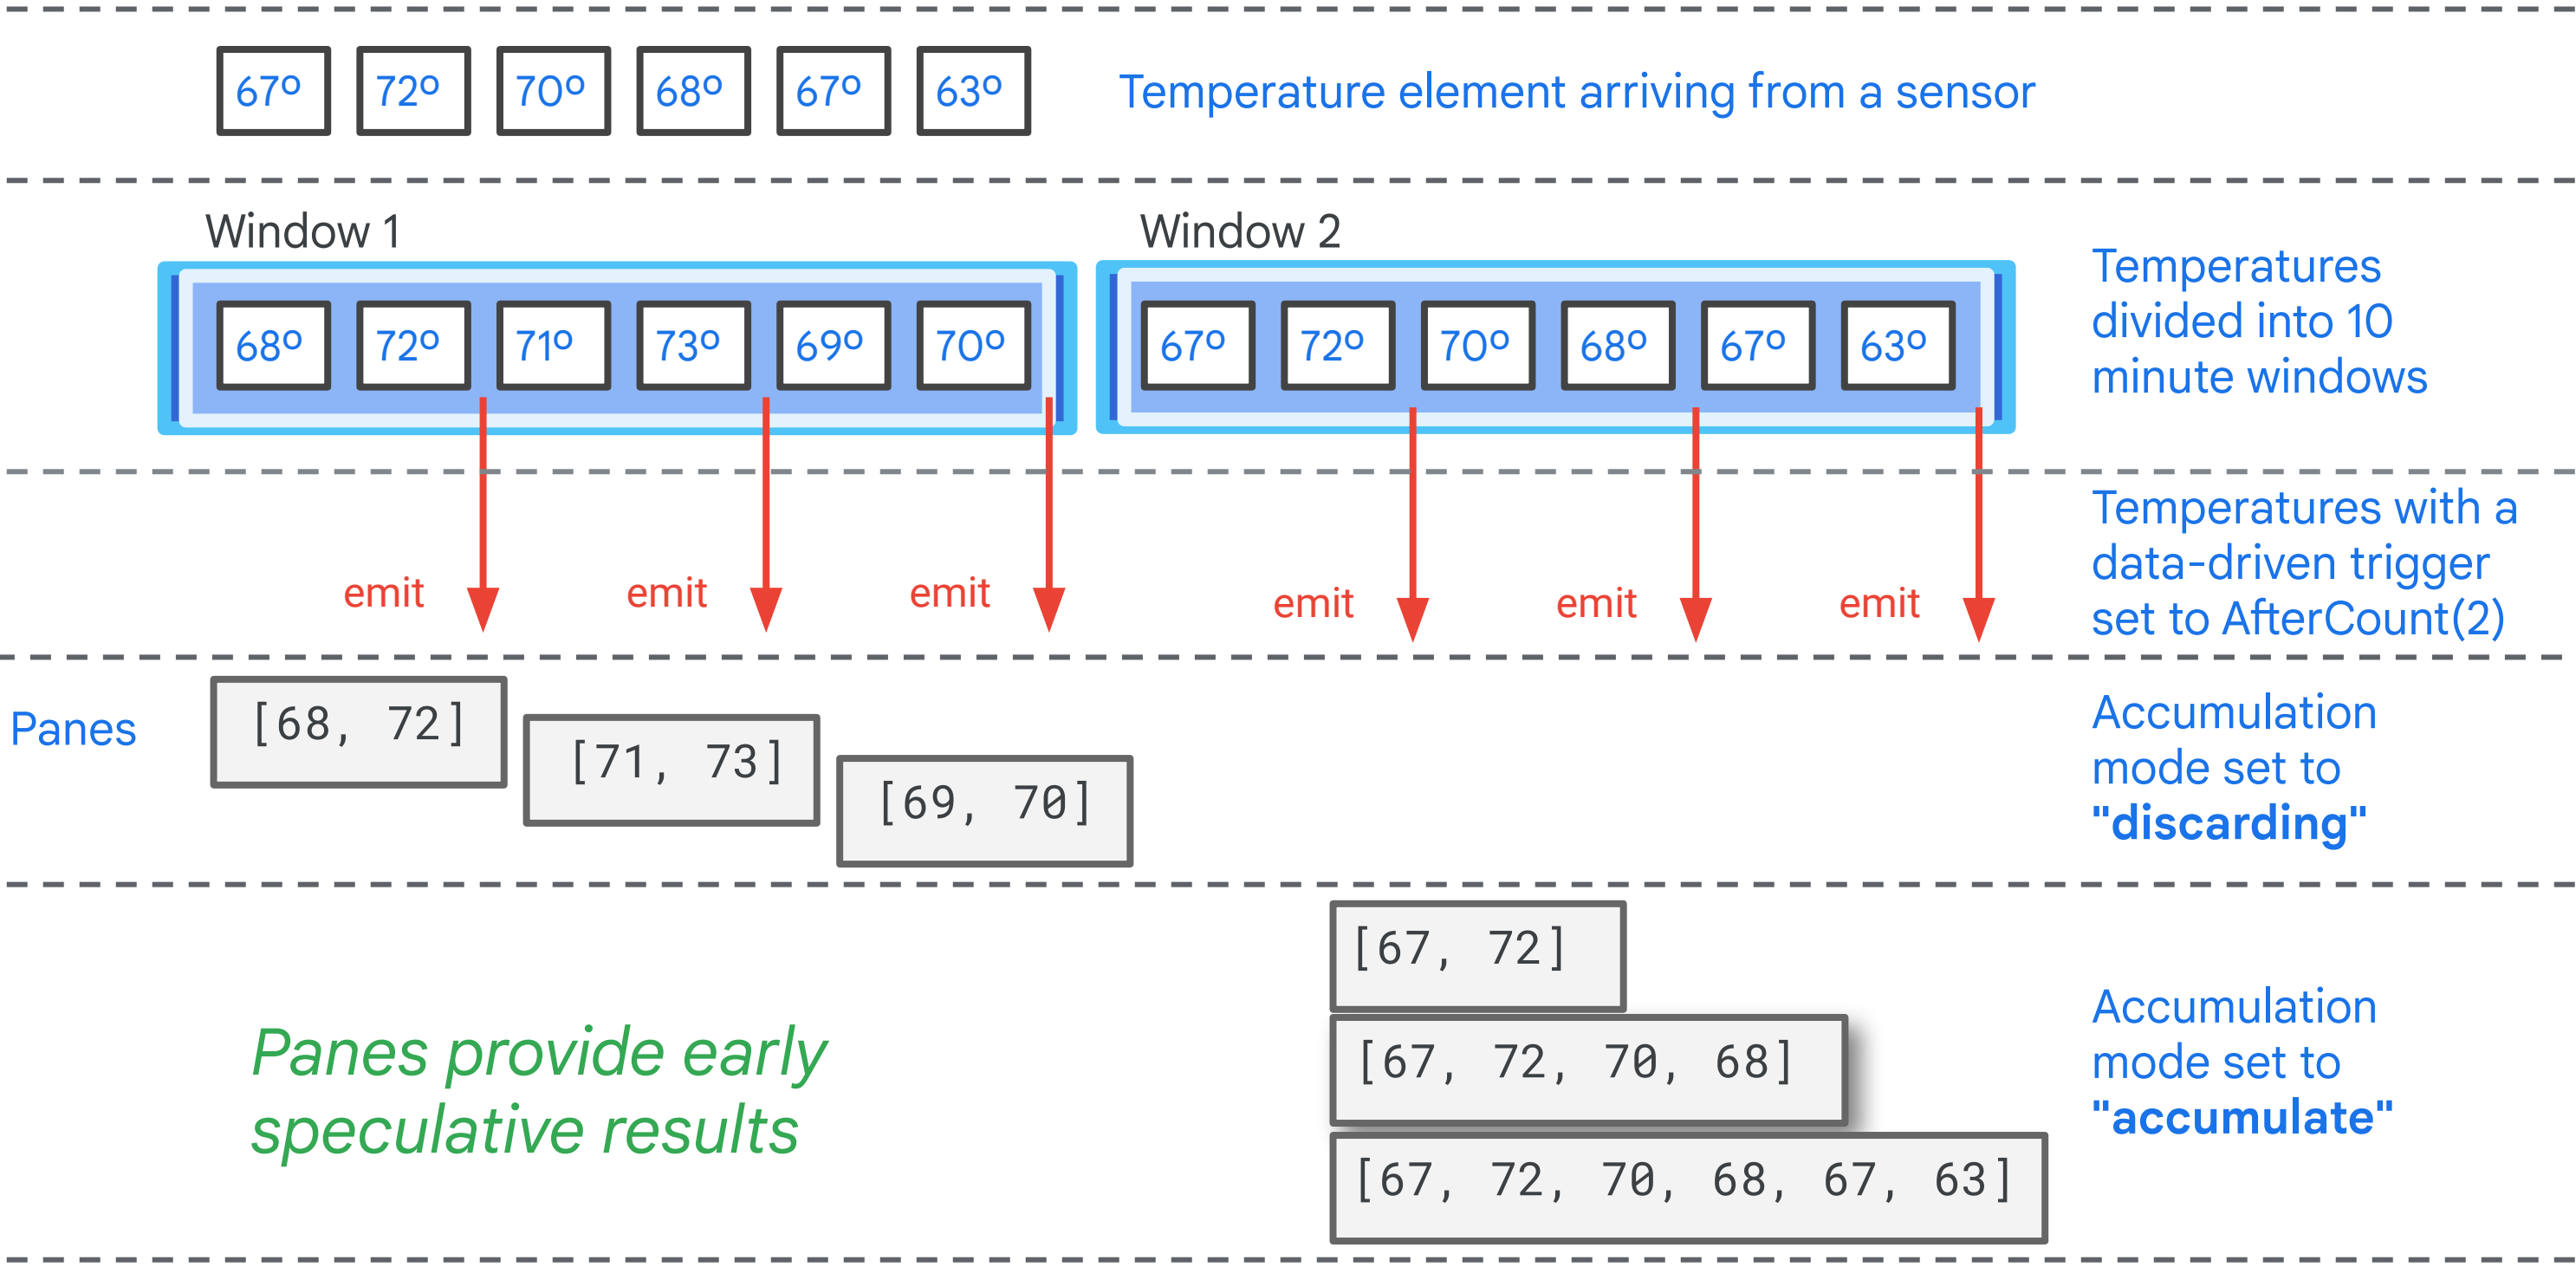 67º 72º 70º 68º 67º 63º
Temperature element arriving from a sensor
Window 1
68º 72º 71º 73º 69º 70º
Window 2
67º 72º 70º 68º 67º 63º
Temperatures
divided into 10
minute windows
emit emit emit emit emit emit
Temperatures with a
data-driven trigger
set to AfterCount(2)
Panes
[68, 72]
[71, 73]
[69, 70]
Accumulation
mode set to
"discarding"
Panes provide early
speculative results
[67, 72]
[67, 72, 70, 68]
[67, 72, 70, 68, 67, 63]
Accumulation
mode set to
"accumulate"